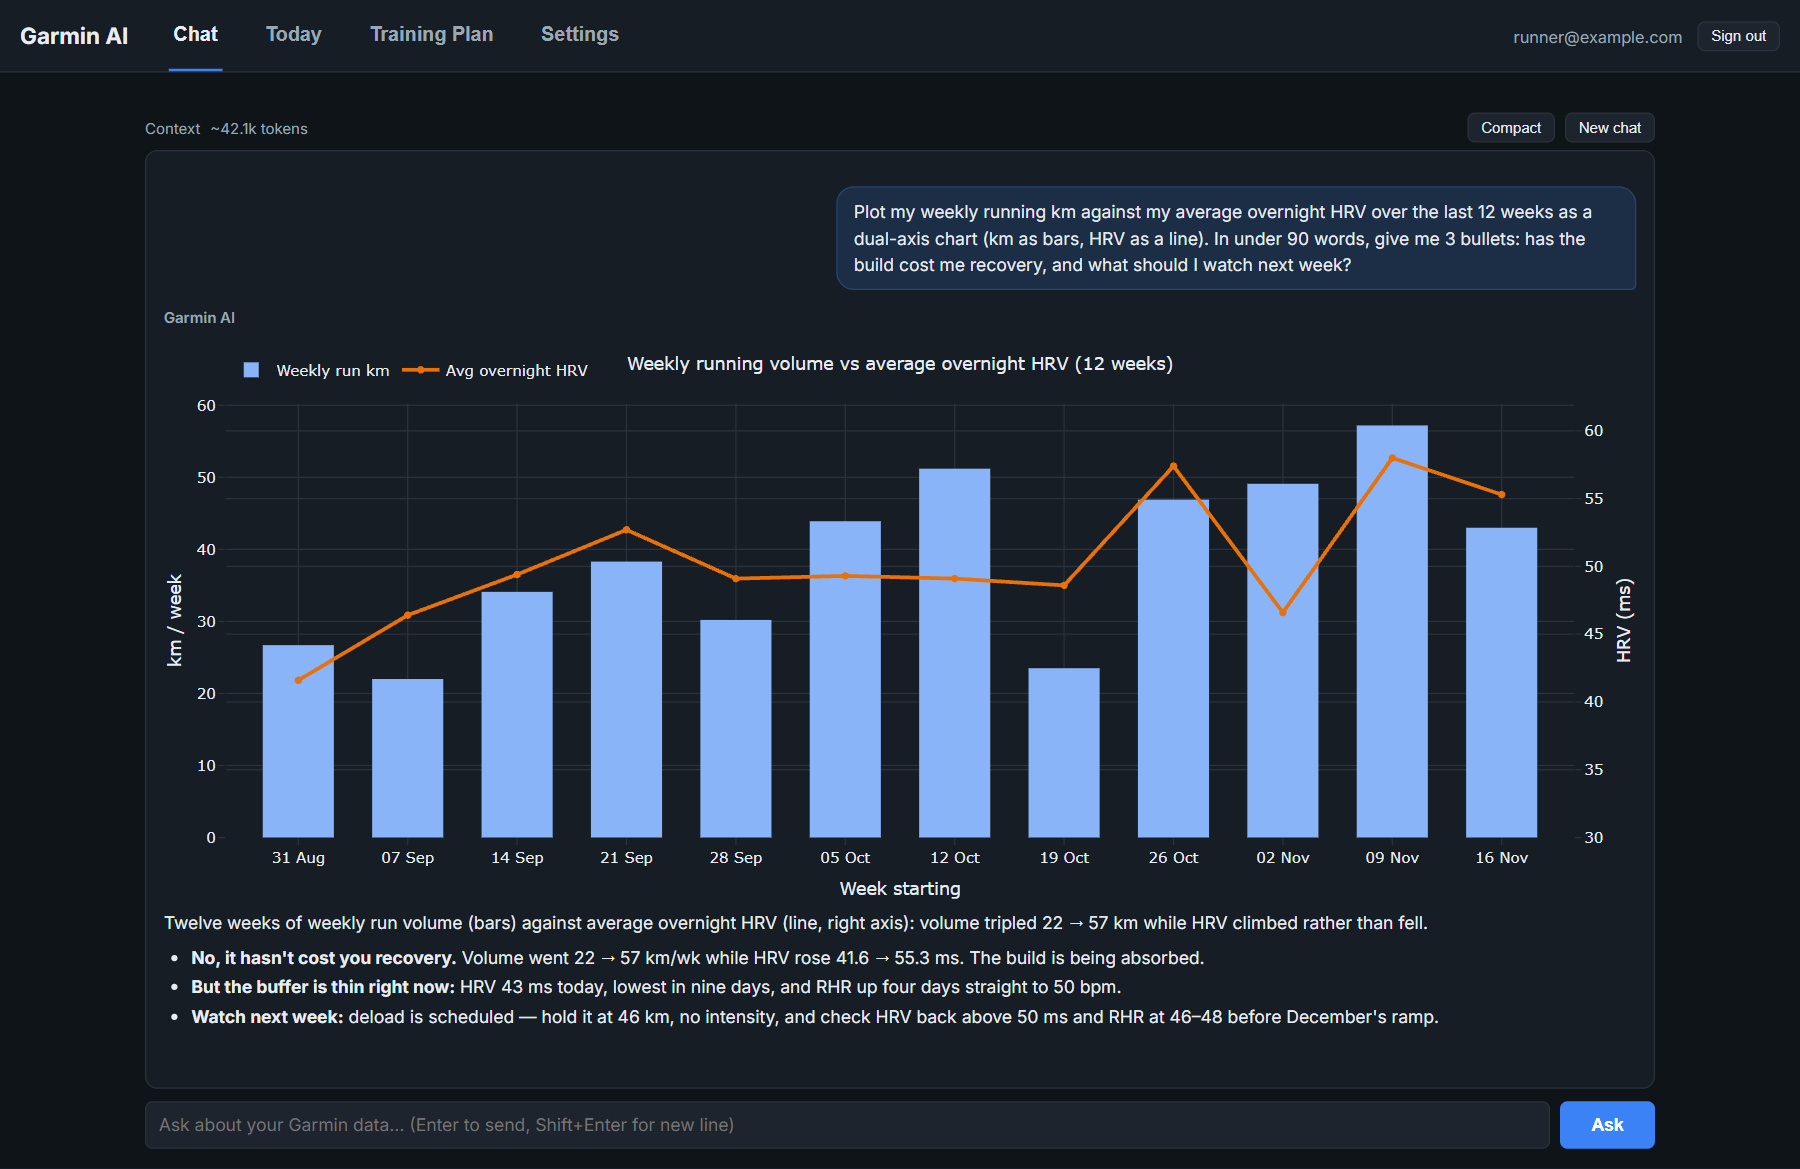 Garmin AI
Chat
Today
Training Plan
Settings
runner@example.com
Sign out
Context ~42.1k tokens
Compact
New chat
Plot my weekly running km against my average overnight HRV over the last 12 weeks as a
dual-axis chart (km as bars, HRV as a line). In under 90 words, give me 3 bullets: has the
build cost me recovery, and what should I watch next week?
Garmin AI
Weekly run km
Avg overnight HRV
Weekly running volume vs average overnight HRV (12 weeks)
60
50
40
30
20
10
0
km / week
60
55
50
45
40
35
30
HRV (ms)
31 Aug
07 Sep
14 Sep
21 Sep
28 Sep
05 Oct
12 Oct
19 Oct
26 Oct
02 Nov
09 Nov
16 Nov
Week starting
Twelve weeks of weekly run volume (bars) against average overnight HRV (line, right axis): volume tripled 22 → 57 km while HRV climbed rather than fell.
• No, it hasn't cost you recovery. Volume went 22 → 57 km/wk while HRV rose 41.6 → 55.3 ms. The build is being absorbed.
• But the buffer is thin right now: HRV 43 ms today, lowest in nine days, and RHR up four days straight to 50 bpm.
• Watch next week: deload is scheduled — hold it at 46 km, no intensity, and check HRV back above 50 ms and RHR at 46–48 before December's ramp.
Ask about your Garmin data... (Enter to send, Shift+Enter for new line)
Ask